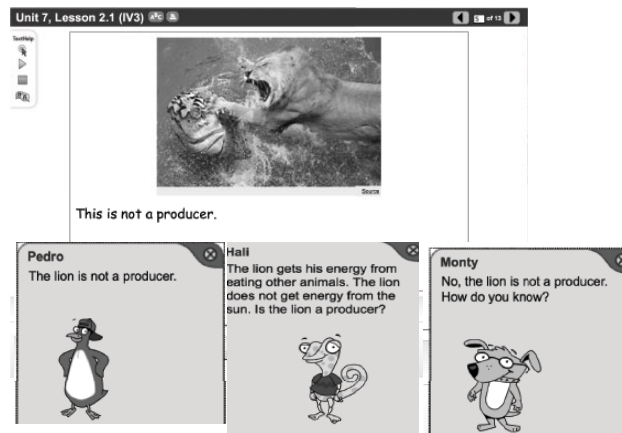 Unit 7, Lesson 2.1 (IV3)
5 of 13
TextHelp
Source
This is not a producer.
Pedro
The lion is not a producer.
Hali
The lion gets his energy from
eating other animals. The lion
does not get energy from the
sun. Is the lion a producer?
Monty
No, the lion is not a producer.
How do you know?